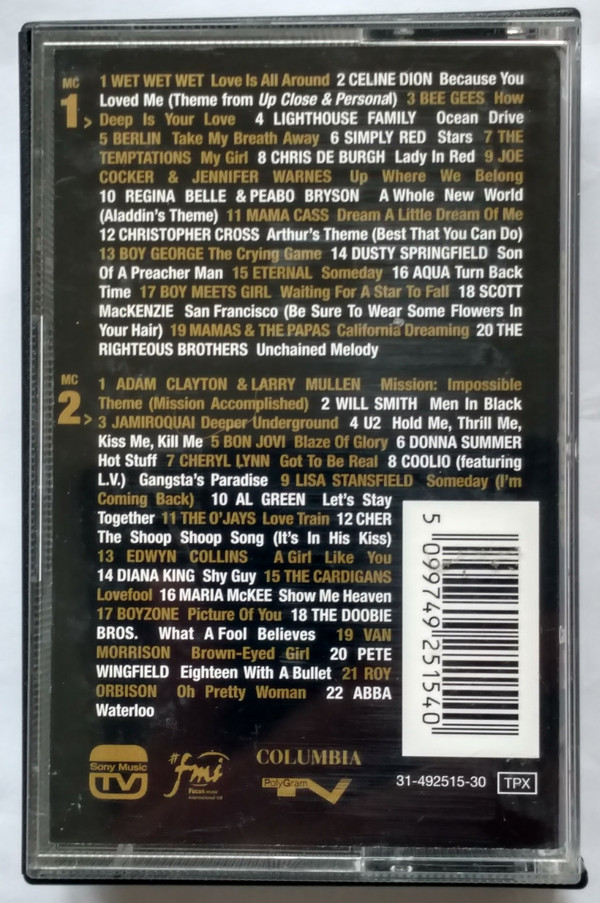 MC
1>
1 WET WET WET Love Is All Around 2 CELINE DION Because You
Loved Me (Theme from Up Close & Personal) 3 BEE GEES How
Deep Is Your Love 4 LIGHTHOUSE FAMILY Ocean Drive
5 BERLIN Take My Breath Away 6 SIMPLY RED Stars 7 THE
TEMPTATIONS My Girl 8 CHRIS DE BURGH Lady In Red 9 JOE
COCKER & JENNIFER WARNES Up Where We Belong
10 REGINA BELLE & PEABO BRYSON A Whole New World
(Aladdin's Theme) 11 MAMA CASS Dream A Little Dream Of Me
12 CHRISTOPHER CROSS Arthur's Theme (Best That You Can Do)
13 BOY GEORGE The Crying Game 14 DUSTY SPRINGFIELD Son
Of A Preacher Man 15 ETERNAL Someday 16 AQUA Turn Back
Time 17 BOY MEETS GIRL Waiting For A Star To Fall 18 SCOTT
MacKENZIE San Francisco (Be Sure To Wear Some Flowers In
Your Hair) 19 MAMAS & THE PAPAS California Dreaming 20 THE
RIGHTEOUS BROTHERS Unchained Melody
MC
2>
1 ADAM CLAYTON & LARRY MULLEN Mission: Impossible
Theme (Mission Accomplished) 2 WILL SMITH Men In Black
3 JAMIROQUAI Deeper Underground 4 U2 Hold Me, Thrill Me,
Kiss Me, Kill Me 5 BON JOVI Blaze Of Glory 6 DONNA SUMMER
Hot Stuff 7 CHERYL LYNN Got To Be Real 8 COOLIO (featuring
L.V.) Gangsta's Paradise 9 LISA STANSFIELD Someday (I'm
Coming Back) 10 AL GREEN Let's Stay
Together 11 THE O'JAYS Love Train 12 CHER
The Shoop Shoop Song (It's In His Kiss)
13 EDWYN COLLINS A Girl Like You
14 DIANA KING Shy Guy 15 THE CARDIGANS
Lovefool 16 MARIA McKEE Show Me Heaven
17 BOYZONE Picture Of You 18 THE DOOBIE
BROS. What A Fool Believes 19 VAN
MORRISON Brown-Eyed Girl 20 PETE
WINGFIELD Eighteen With A Bullet 21 ROY
ORBISON Oh Pretty Woman 22 ABBA
Waterloo
5 099749 251540
Sony Music
TV
fmi
Focus music
international ltd
COLUMBIA
PolyGram
TV
31-492515-30 TPX